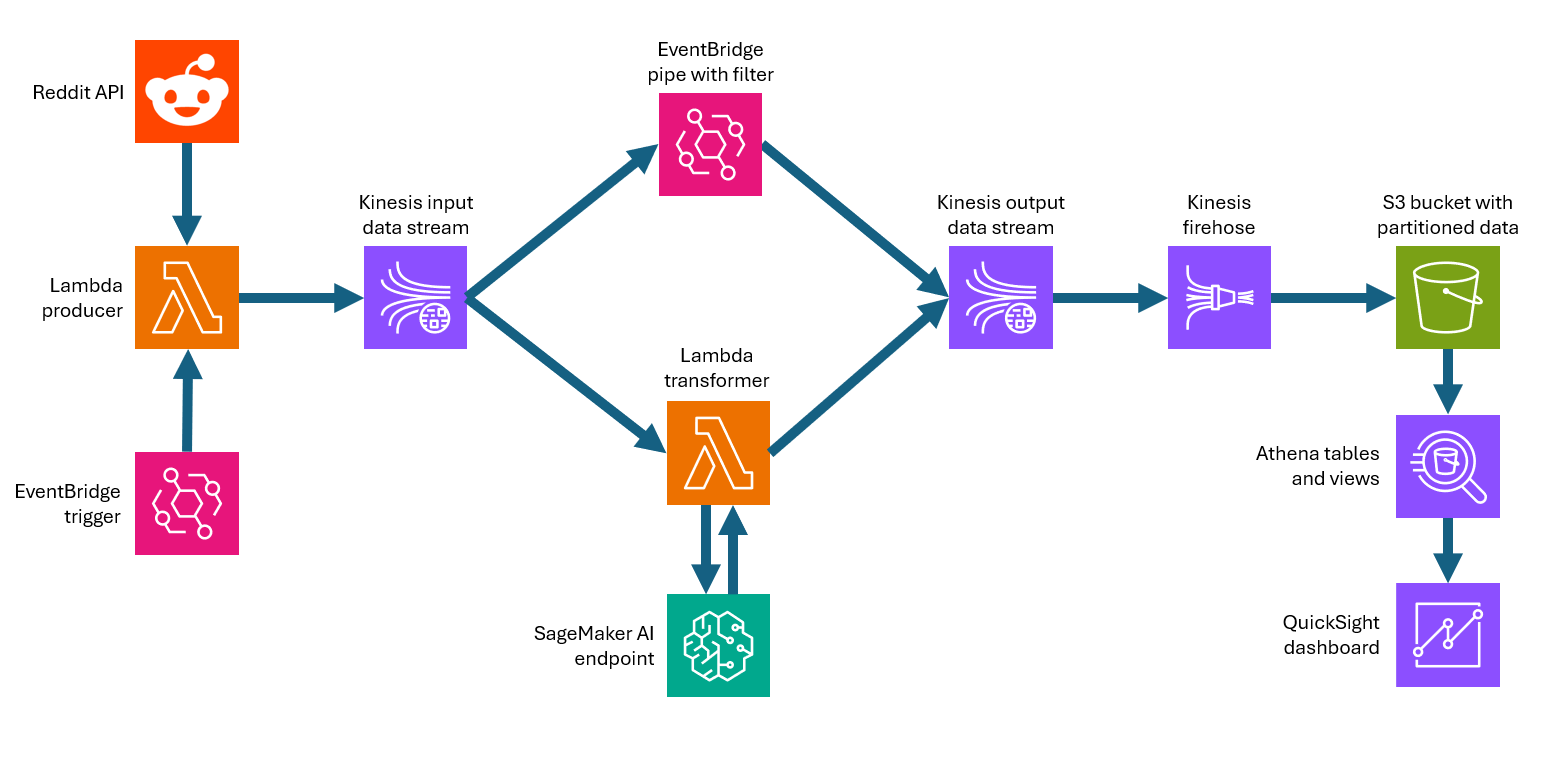 Reddit API
Lambda
producer
EventBridge
trigger
Kinesis input
data stream
EventBridge
pipe with filter
Lambda
transformer
SageMaker AI
endpoint
Kinesis output
data stream
Kinesis
firehose
S3 bucket with
partitioned data
Athena tables
and views
QuickSight
dashboard